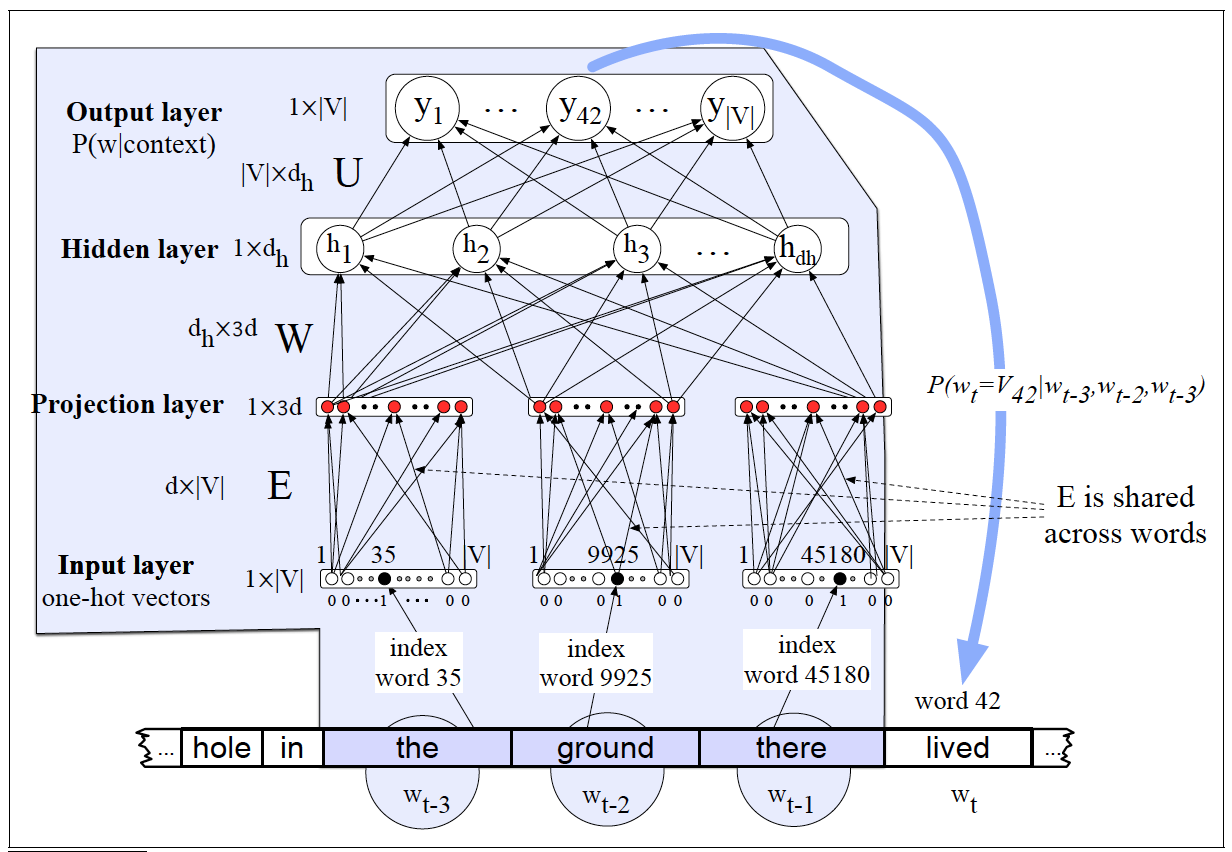 Output layer 1×|V| y1 ··· y42 ··· y|V|
P(w|context)
|V|×dh U
Hidden layer 1×dh h1 h2 h3 ··· hdh
dh×3d W
P(wt=V42|wt-3,wt-2,wt-3)
Projection layer 1×3d
d×|V| E
E is shared
across words
1 35 |V| 1 9925 |V| 1 45180 |V|
Input layer 1×|V|
one-hot vectors
0 0 ··· 1 ··· 0 0 0 0 0 1 0 0 0 0 0 1 0 0
index
word 35
index
word 9925
index
word 45180
word 42
... hole in the ground there lived ...
wt-3 wt-2 wt-1 wt